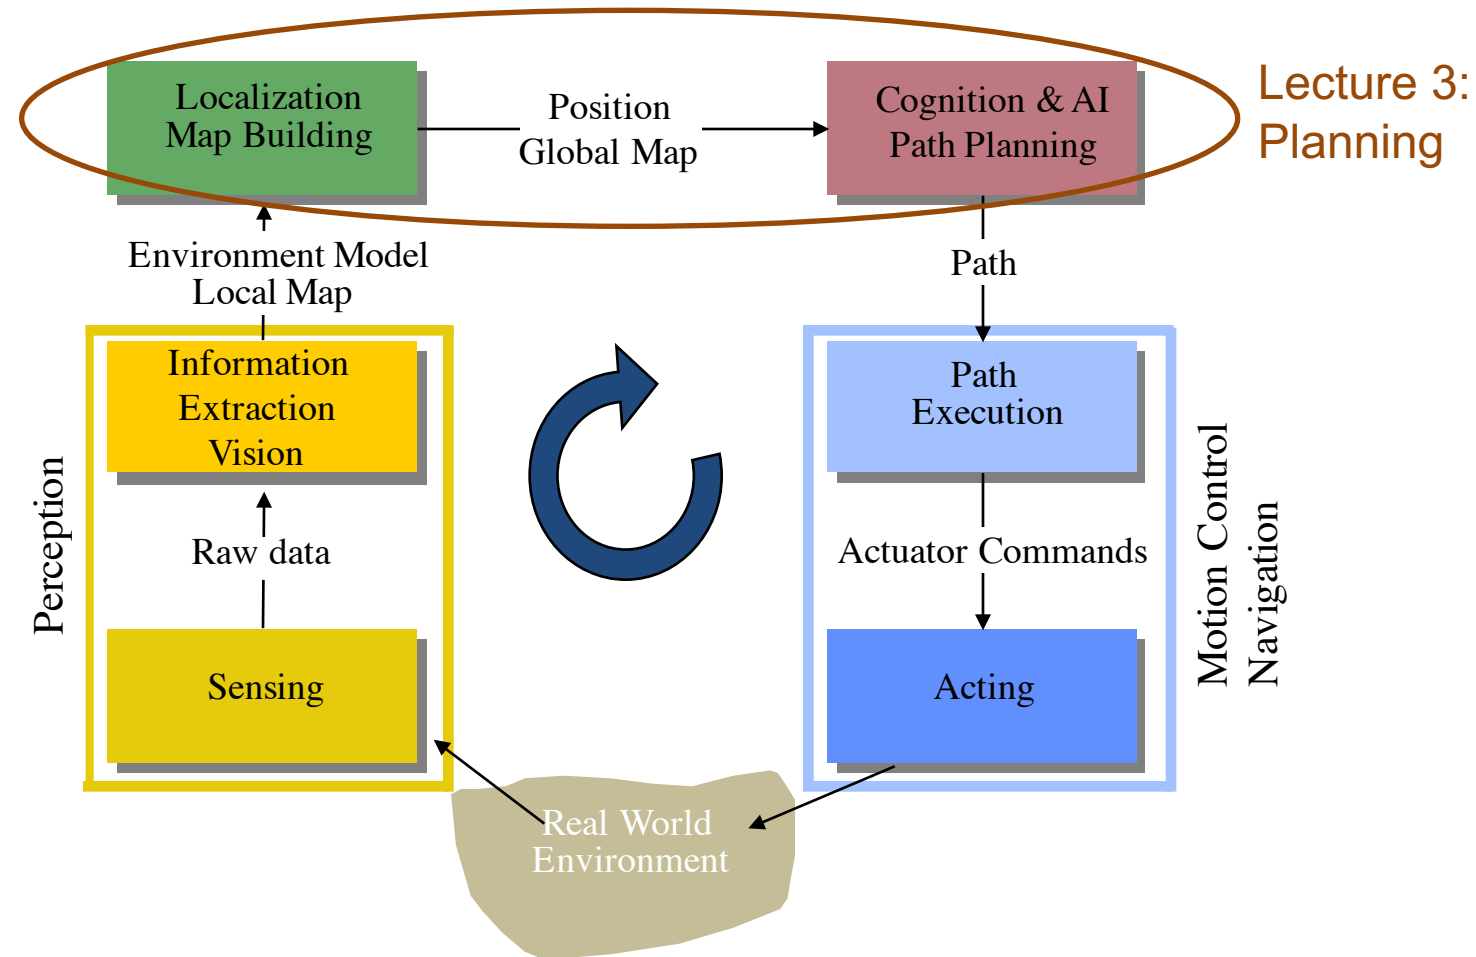 Localization
Map Building
Position
Global Map
Cognition & AI
Path Planning
Lecture 3:
Planning
Environment Model
Local Map
Path
Information
Extraction
Vision
Path
Execution
Perception
Raw data
Actuator Commands
Motion Control
Navigation
Sensing
Acting
Real World
Environment